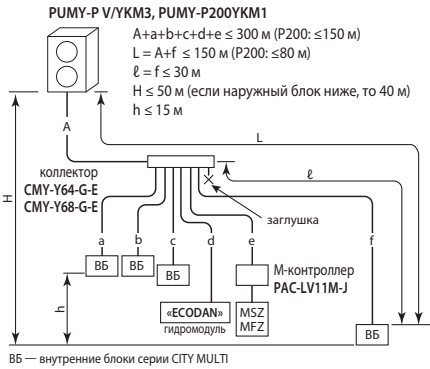 PUMY-P V/YKM3, PUMY-P200YKM1
A+a+b+c+d+e ≤ 300 м (P200: ≤150 м)
L = A+f ≤ 150 м (P200: ≤80 м)
ℓ = f ≤ 30 м
H ≤ 50 м (если наружный блок ниже, то 40 м)
h ≤ 15 м
A
L
H
коллектор
CMY-Y64-G-E
CMY-Y68-G-E
ℓ
заглушка
a
b
c
d
e
f
ВБ
ВБ
ВБ
М-контроллер
PAC-LV11M-J
h
«ECODAN»
гидромодуль
MSZ
MFZ
ВБ
ВБ — внутренние блоки серии CITY MULTI